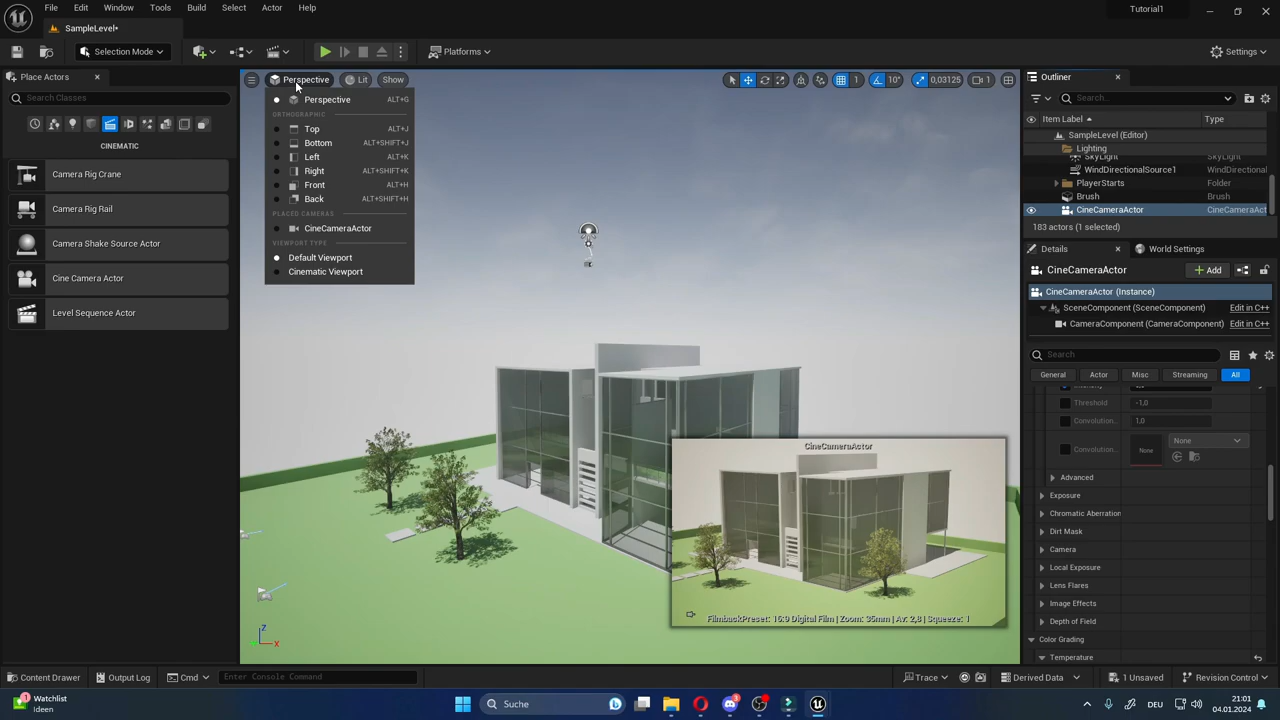 File Edit Window Tools Build Select Actor Help
Tutorial1
SampleLevel•
Selection Mode
Platforms
Settings
Place Actors
Search Classes
CINEMATIC
Camera Rig Crane
Camera Rig Rail
Camera Shake Source Actor
Cine Camera Actor
Level Sequence Actor
Perspective Lit Show
1 10° 0,03125 1
Perspective ALT+G
ORTHOGRAPHIC
Top ALT+J
Bottom ALT+SHIFT+J
Left ALT+K
Right ALT+SHIFT+K
Front ALT+H
Back ALT+SHIFT+H
PLACED CAMERAS
CineCameraActor
VIEWPORT TYPE
Default Viewport
Cinematic Viewport
CineCameraActor
FilmbackPreset: 16:9 Digital Film | Zoom: 35mm | Av: 2,8 | Squeeze: 1
Z
X
Outliner
Search...
Item Label Type
SampleLevel (Editor)
Lighting
SkyLight SkyLight
WindDirectionalSource1 WindDirectional
PlayerStarts Folder
Brush Brush
CineCameraActor CineCameraAct
183 actors (1 selected)
Details World Settings
CineCameraActor Add
CineCameraActor (Instance)
SceneComponent (SceneComponent) Edit in C++
CameraComponent (CameraComponent) Edit in C++
Search
General Actor Misc Streaming All
Threshold -1,0
Convolution 1,0
Convolution None None
Advanced
Exposure
Chromatic Aberration
Dirt Mask
Camera
Local Exposure
Lens Flares
Image Effects
Depth of Field
Color Grading
Temperature
Content Drawer Output Log Cmd Enter Console Command
Trace Derived Data 1 Unsaved Revision Control
1 Watchlist
Ideen
Suche
DEU 21:01
04.01.2024